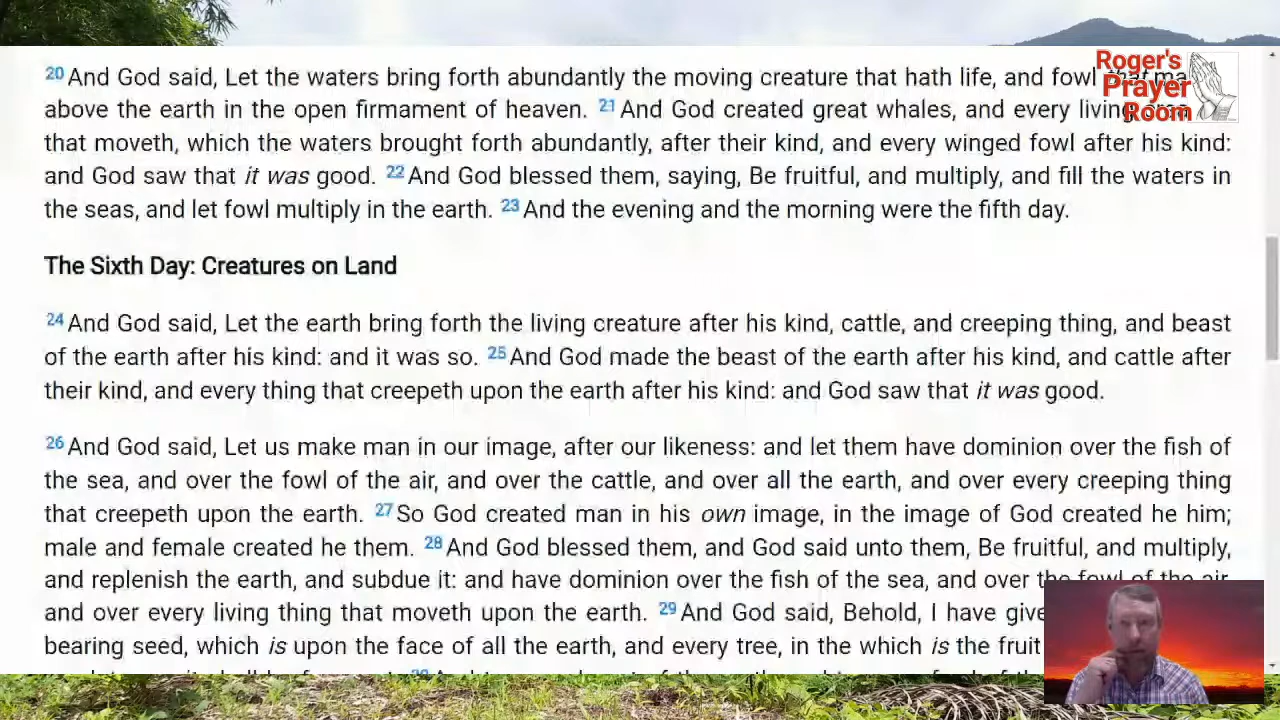 20 And God said, Let the waters bring forth abundantly the moving creature that hath life, and fowl that
above the earth in the open firmament of heaven. 21 And God created great whales, and every living
that moveth, which the waters brought forth abundantly, after their kind, and every winged fowl after his kind:
and God saw that it was good. 22 And God blessed them, saying, Be fruitful, and multiply, and fill the waters in
the seas, and let fowl multiply in the earth. 23 And the evening and the morning were the fifth day.
Roger's
Prayer
Room
The Sixth Day: Creatures on Land
24 And God said, Let the earth bring forth the living creature after his kind, cattle, and creeping thing, and beast
of the earth after his kind: and it was so. 25 And God made the beast of the earth after his kind, and cattle after
their kind, and every thing that creepeth upon the earth after his kind: and God saw that it was good.
26 And God said, Let us make man in our image, after our likeness: and let them have dominion over the fish of
the sea, and over the fowl of the air, and over the cattle, and over all the earth, and over every creeping thing
that creepeth upon the earth. 27 So God created man in his own image, in the image of God created he him;
male and female created he them. 28 And God blessed them, and God said unto them, Be fruitful, and multiply,
and replenish the earth, and subdue it: and have dominion over the fish of the sea, and over the fowl of the air,
and over every living thing that moveth upon the earth. 29 And God said, Behold, I have
bearing seed, which is upon the face of all the earth, and every tree, in the which is the fruit